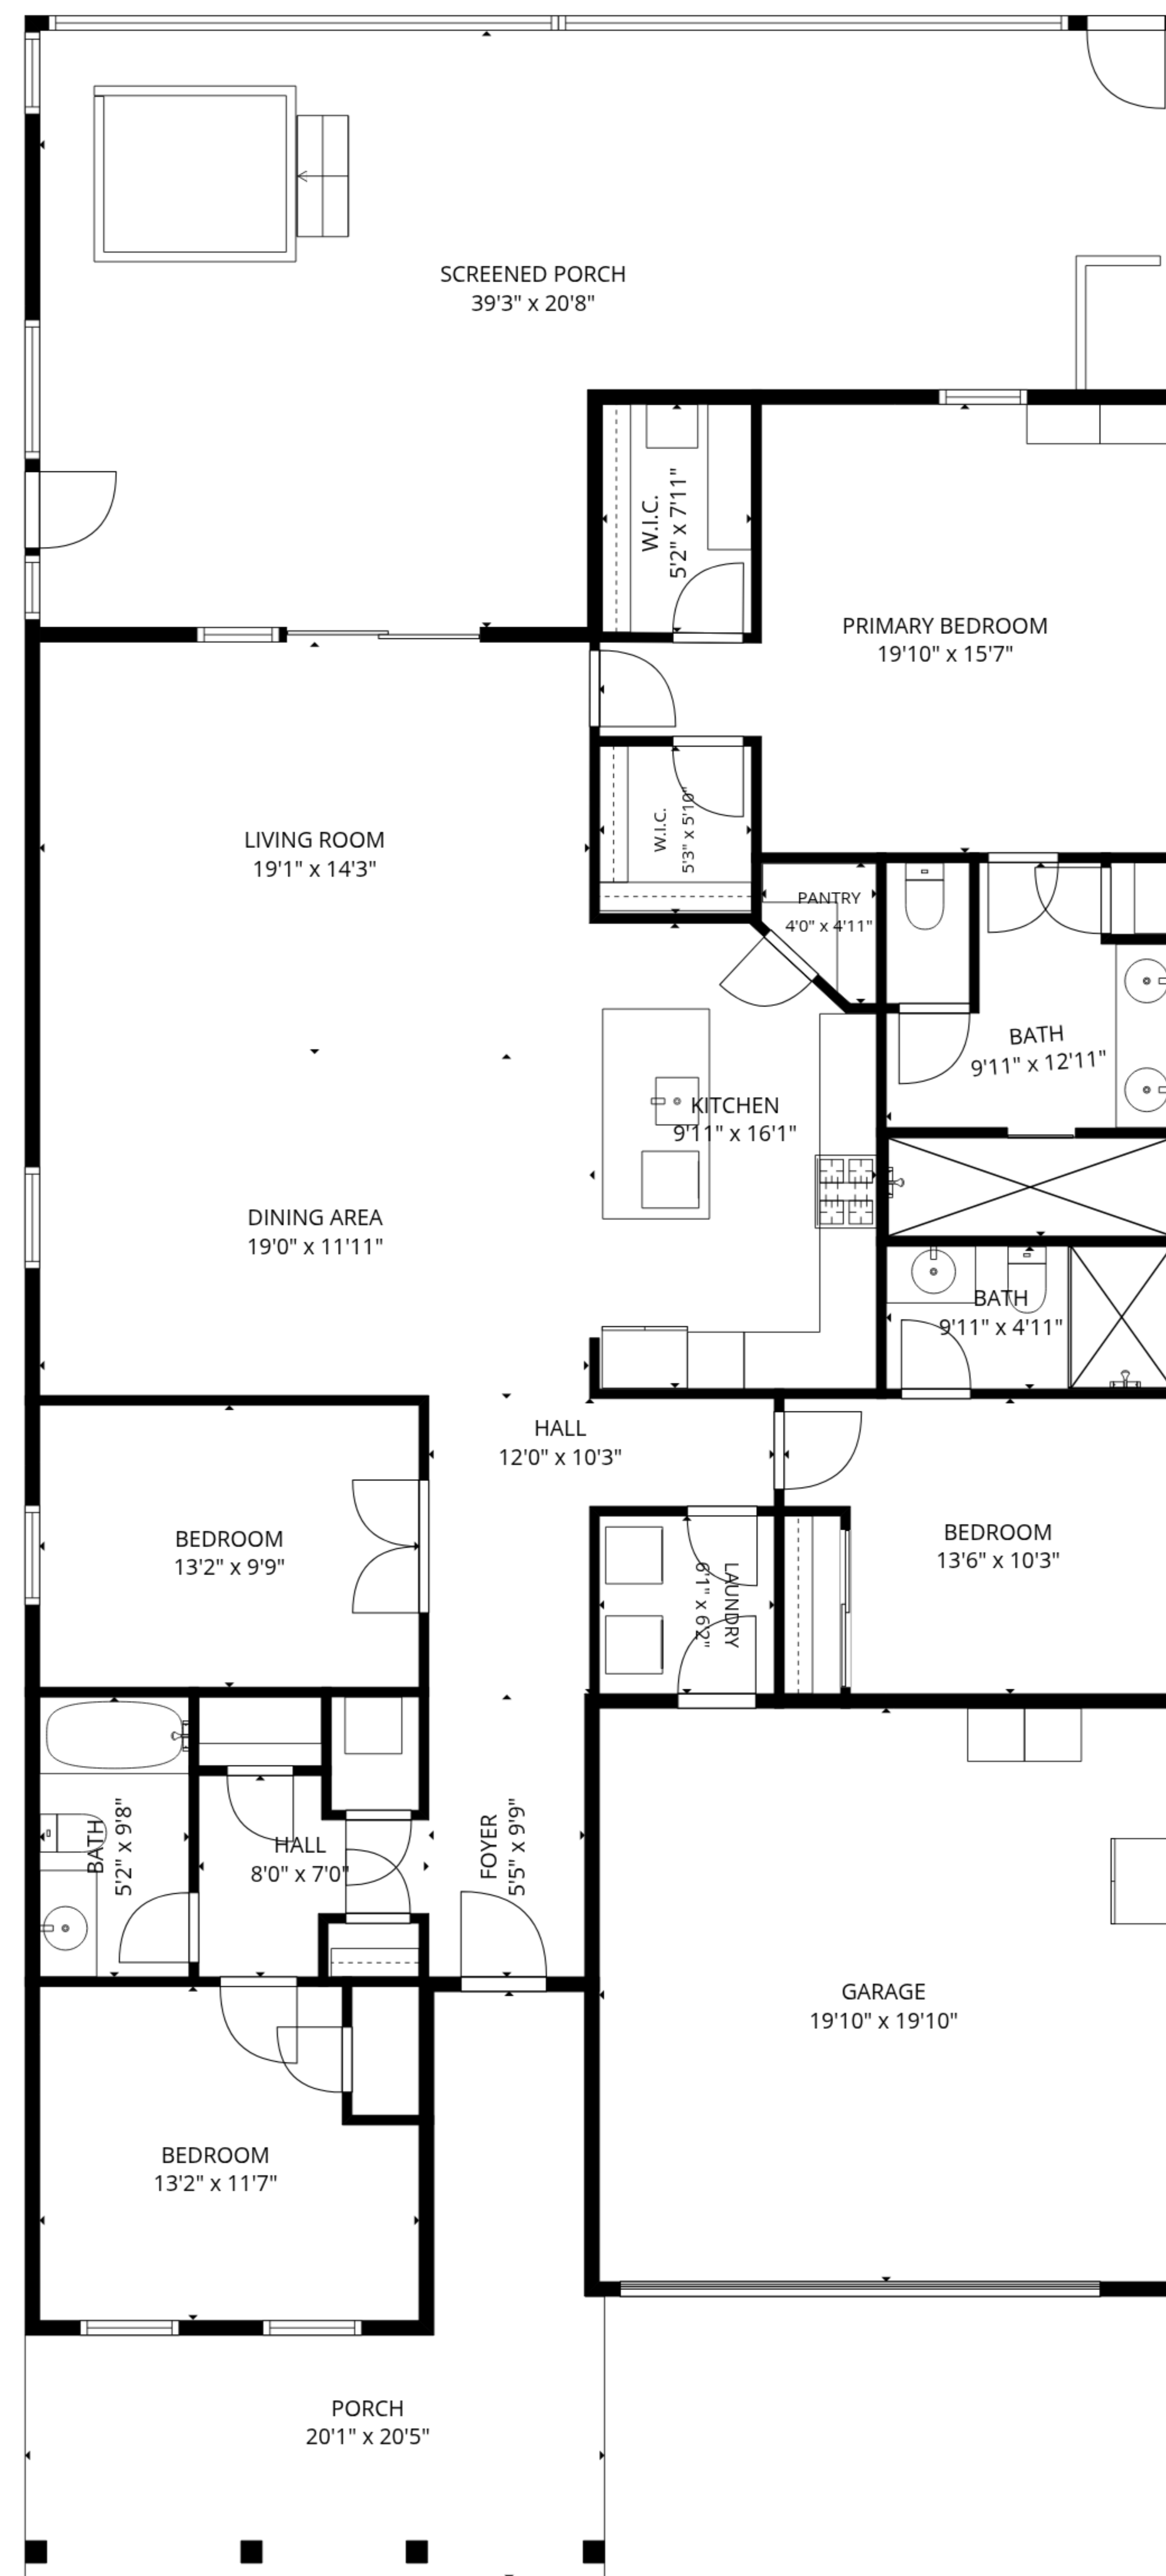 SCREENED PORCH
39'3" x 20'8"
W.I.C.
5'2" x 7'11"
PRIMARY BEDROOM
19'10" x 15'7"
LIVING ROOM
19'1" x 14'3"
W.I.C.
5'3" x 5'10"
PANTRY
4'0" x 4'11"
BATH
9'11" x 12'11"
KITCHEN
9'11" x 16'1"
DINING AREA
19'0" x 11'11"
BATH
9'11" x 4'11"
HALL
12'0" x 10'3"
BEDROOM
13'2" x 9'9"
BEDROOM
13'6" x 10'3"
LAUNDRY
6'1" x 6'2"
BATH
5'2" x 9'8"
HALL
8'0" x 7'0"
FOYER
5'5" x 9'9"
GARAGE
19'10" x 19'10"
BEDROOM
13'2" x 11'7"
PORCH
20'1" x 20'5"